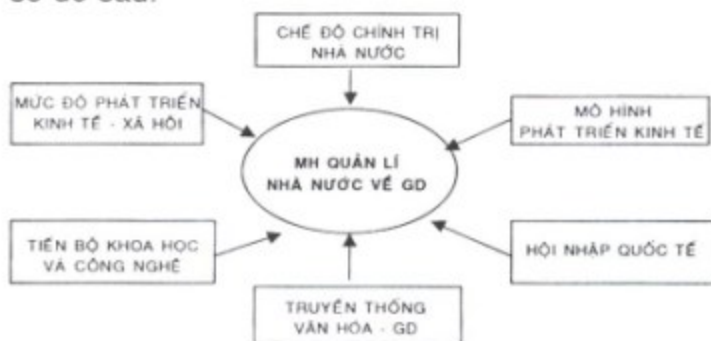 CHẾ ĐỘ CHÍNH TRỊ
NHÀ NƯỚC
MỨC ĐỘ PHÁT TRIỂN
KINH TẾ - XÃ HỘI
MÔ HÌNH
PHÁT TRIỂN KINH TẾ
MH QUẢN LÍ
NHÀ NƯỚC VỀ GD
TIẾN BỘ KHOA HỌC
VÀ CÔNG NGHỆ
HỘI NHẬP QUỐC TẾ
TRUYỀN THỐNG
VĂN HÓA - GD